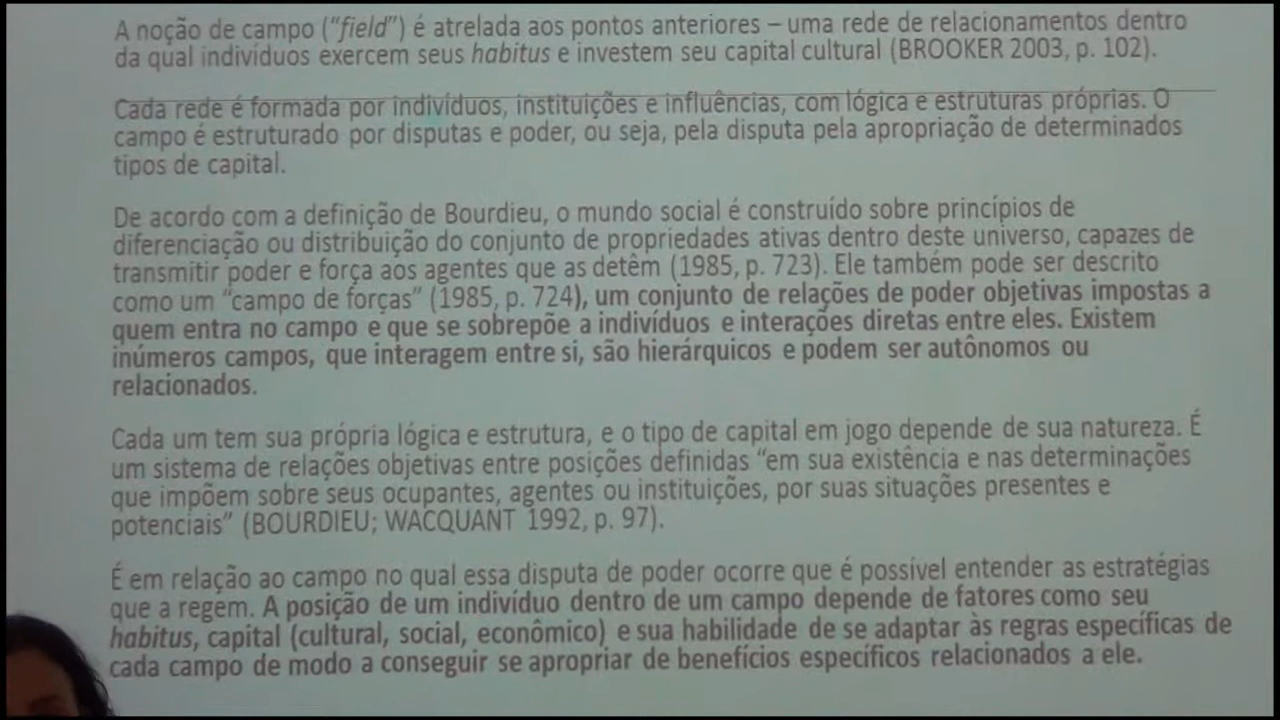 A noção de campo (“field”) é atrelada aos pontos anteriores – uma rede de relacionamentos dentro
da qual indivíduos exercem seus habitus e investem seu capital cultural (BROOKER 2003, p. 102).
Cada rede é formada por indivíduos, instituições e influências, com lógica e estruturas próprias. O
campo é estruturado por disputas e poder, ou seja, pela disputa pela apropriação de determinados
tipos de capital.
De acordo com a definição de Bourdieu, o mundo social é construído sobre princípios de
diferenciação ou distribuição do conjunto de propriedades ativas dentro deste universo, capazes de
transmitir poder e força aos agentes que as detêm (1985, p. 723). Ele também pode ser descrito
como um “campo de forças” (1985, p. 724), um conjunto de relações de poder objetivas impostas a
quem entra no campo e que se sobrepõe a indivíduos e interações diretas entre eles. Existem
inúmeros campos, que interagem entre si, são hierárquicos e podem ser autônomos ou
relacionados.
Cada um tem sua própria lógica e estrutura, e o tipo de capital em jogo depende de sua natureza. É
um sistema de relações objetivas entre posições definidas “em sua existência e nas determinações
que impõem sobre seus ocupantes, agentes ou instituições, por suas situações presentes e
potenciais” (BOURDIEU; WACQUANT 1992, p. 97).
É em relação ao campo no qual essa disputa de poder ocorre que é possível entender as estratégias
que a regem. A posição de um indivíduo dentro de um campo depende de fatores como seu
habitus, capital (cultural, social, econômico) e sua habilidade de se adaptar às regras específicas de
cada campo de modo a conseguir se apropriar de benefícios específicos relacionados a ele.